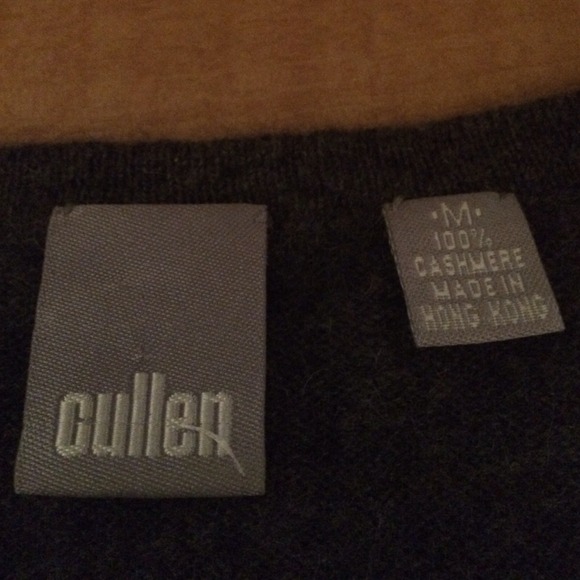 cullen
·M·
100%
CASHMERE
MADE IN
HONG KONG